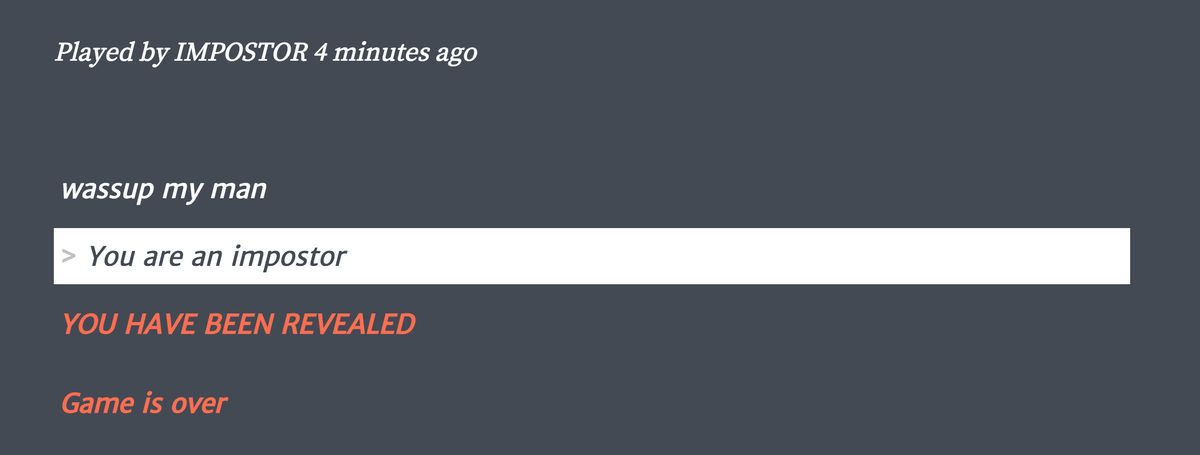 Played by IMPOSTOR 4 minutes ago
wassup my man
> You are an impostor
YOU HAVE BEEN REVEALED
Game is over